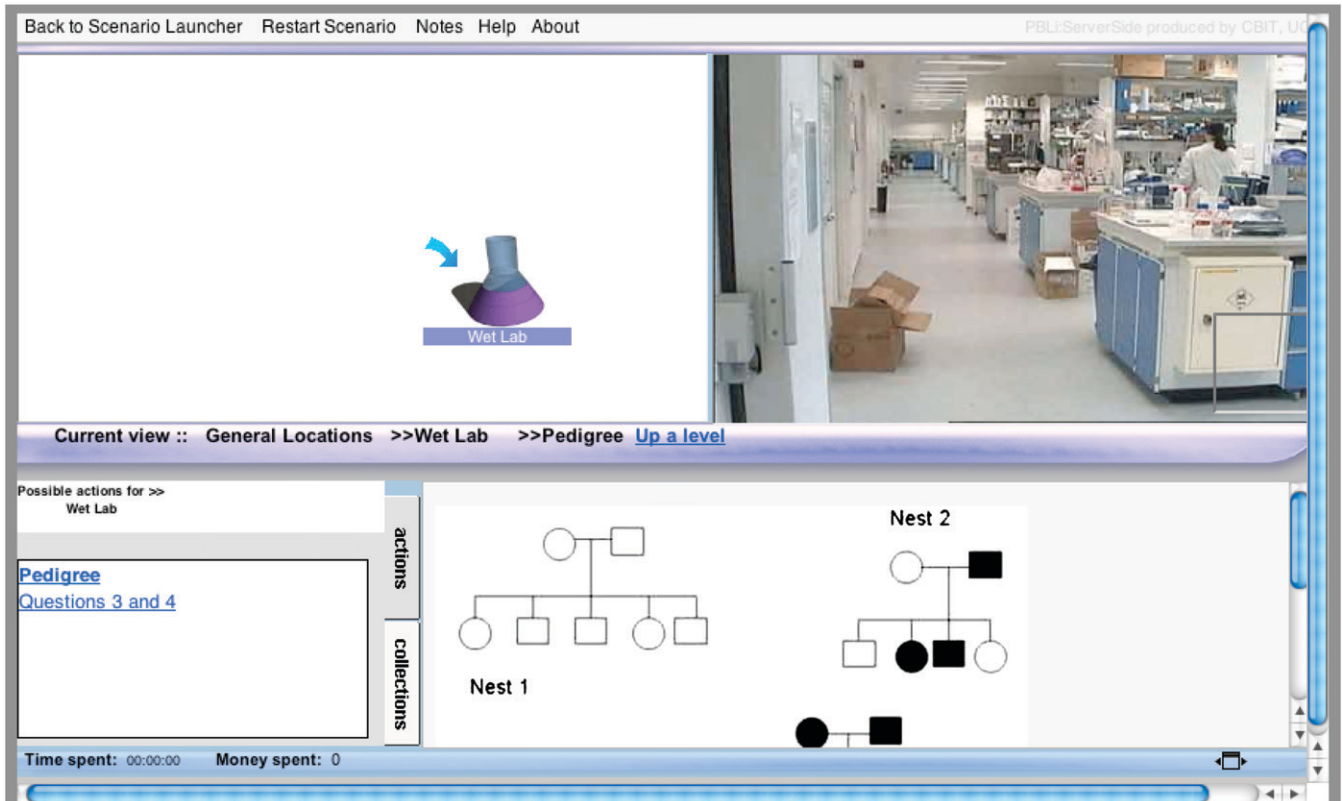 Back to Scenario Launcher Restart Scenario Notes Help About
PBLi:ServerSide produced by CBIT,
Wet Lab
Current view :: General Locations >>Wet Lab >>Pedigree Up a level
Possible actions for >>
Wet Lab
Pedigree
Questions 3 and 4
actions
collections
Nest 2
Nest 1
Time spent: 00:00:00 Money spent: 0